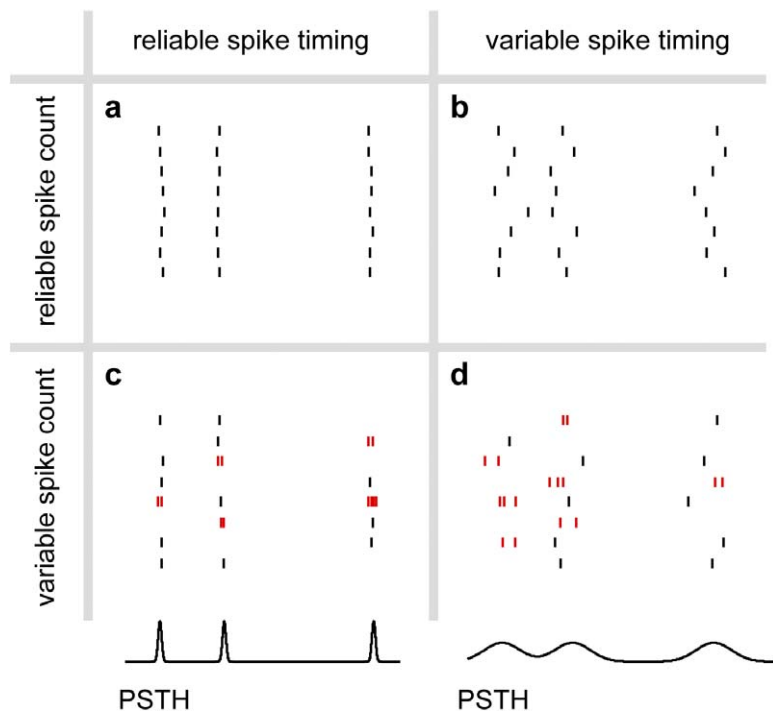 reliable spike timing
variable spike timing
reliable spike count
a
b
variable spike count
c
d
PSTH
PSTH